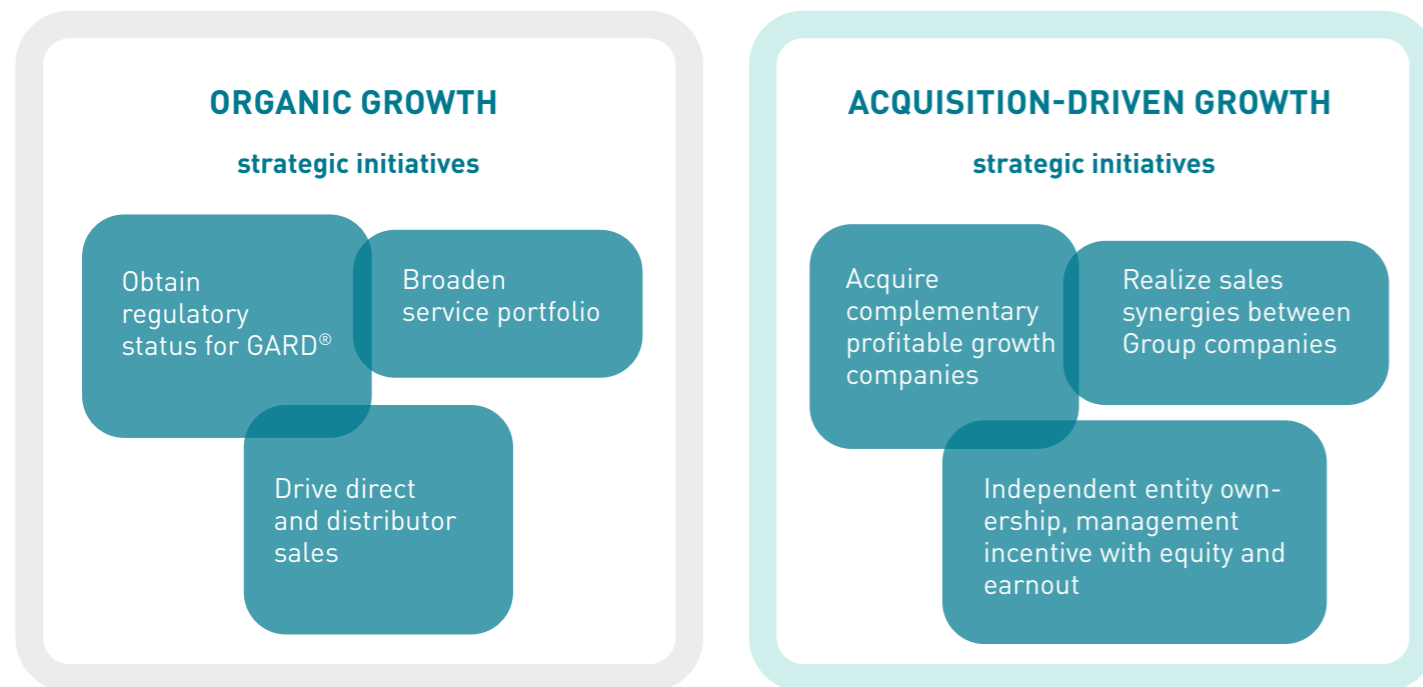 ORGANIC GROWTH
strategic initiatives
Obtain
regulatory
status for GARD®
Broaden
service portfolio
Drive direct
and distributor
sales
ACQUISITION-DRIVEN GROWTH
strategic initiatives
Acquire
complementary
profitable growth
companies
Realize sales
synergies between
Group companies
Independent entity own-
ership, management
incentive with equity and
earnout